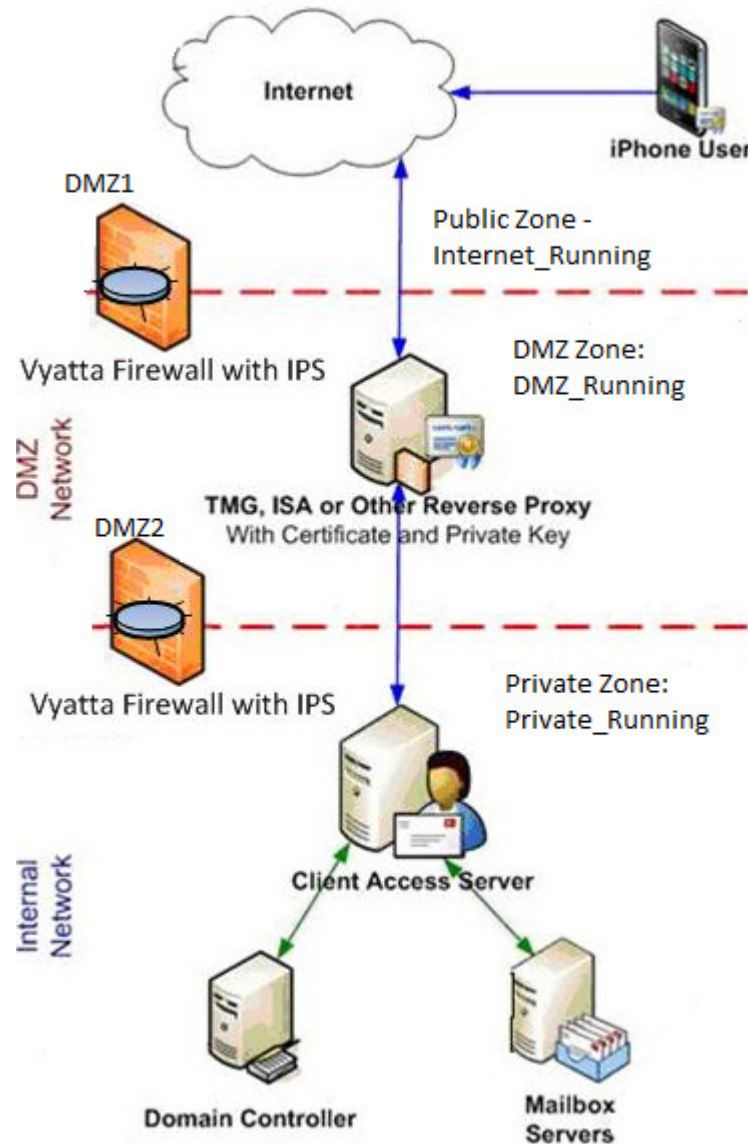 Internet
iPhone User
DMZ1
Public Zone -
Internet_Running
Vyatta Firewall with IPS
DMZ Zone:
DMZ_Running
DMZ
Network
TMG, ISA or Other Reverse Proxy
With Certificate and Private Key
DMZ2
Vyatta Firewall with IPS
Private Zone:
Private_Running
Internal
Network
Client Access Server
Domain Controller
Mailbox
Servers